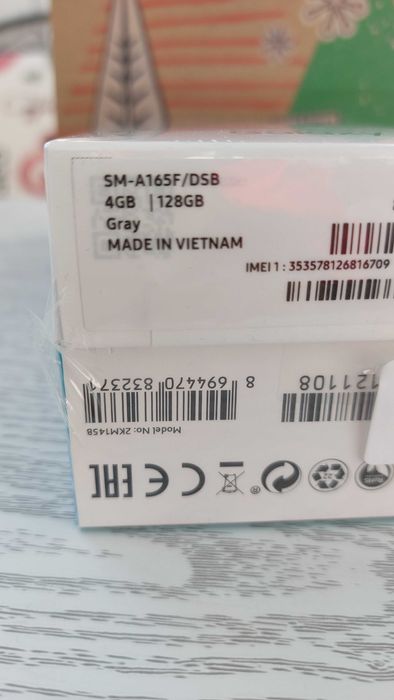 SM-A165F/DSB
4GB | 128GB
Gray
MADE IN VIETNAM
IMEI 1 : 353578126816709
8 694470 832371
121108
Model No: 2KM1458
EAC CE